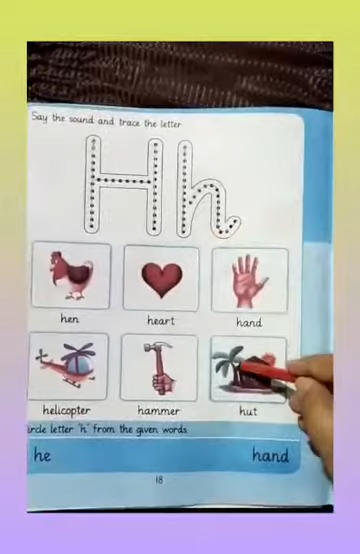 Say the sound and trace the letter
Hh
hen heart hand
helicopter hammer hut
ircle letter 'h' from the given words
he hand
18